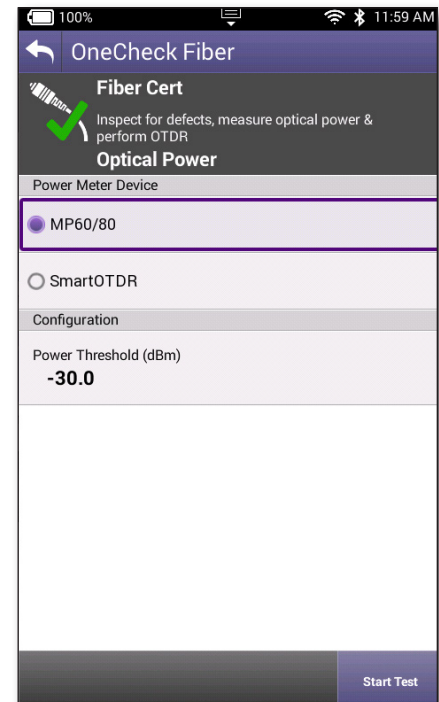 100%
11:59 AM
OneCheck Fiber
Fiber Cert
Inspect for defects, measure optical power &
perform OTDR
Optical Power
Power Meter Device
MP60/80
SmartOTDR
Configuration
Power Threshold (dBm)
-30.0
Start Test